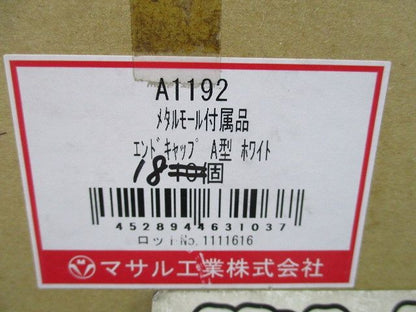 A1192
ﾒﾀﾙﾓｰﾙ付属品
ｴﾝﾄﾞｷｬｯﾌﾟ A型 ﾎﾜｲﾄ
18 個
4528944631037
ロットNo.1111616
マサル工業株式会社